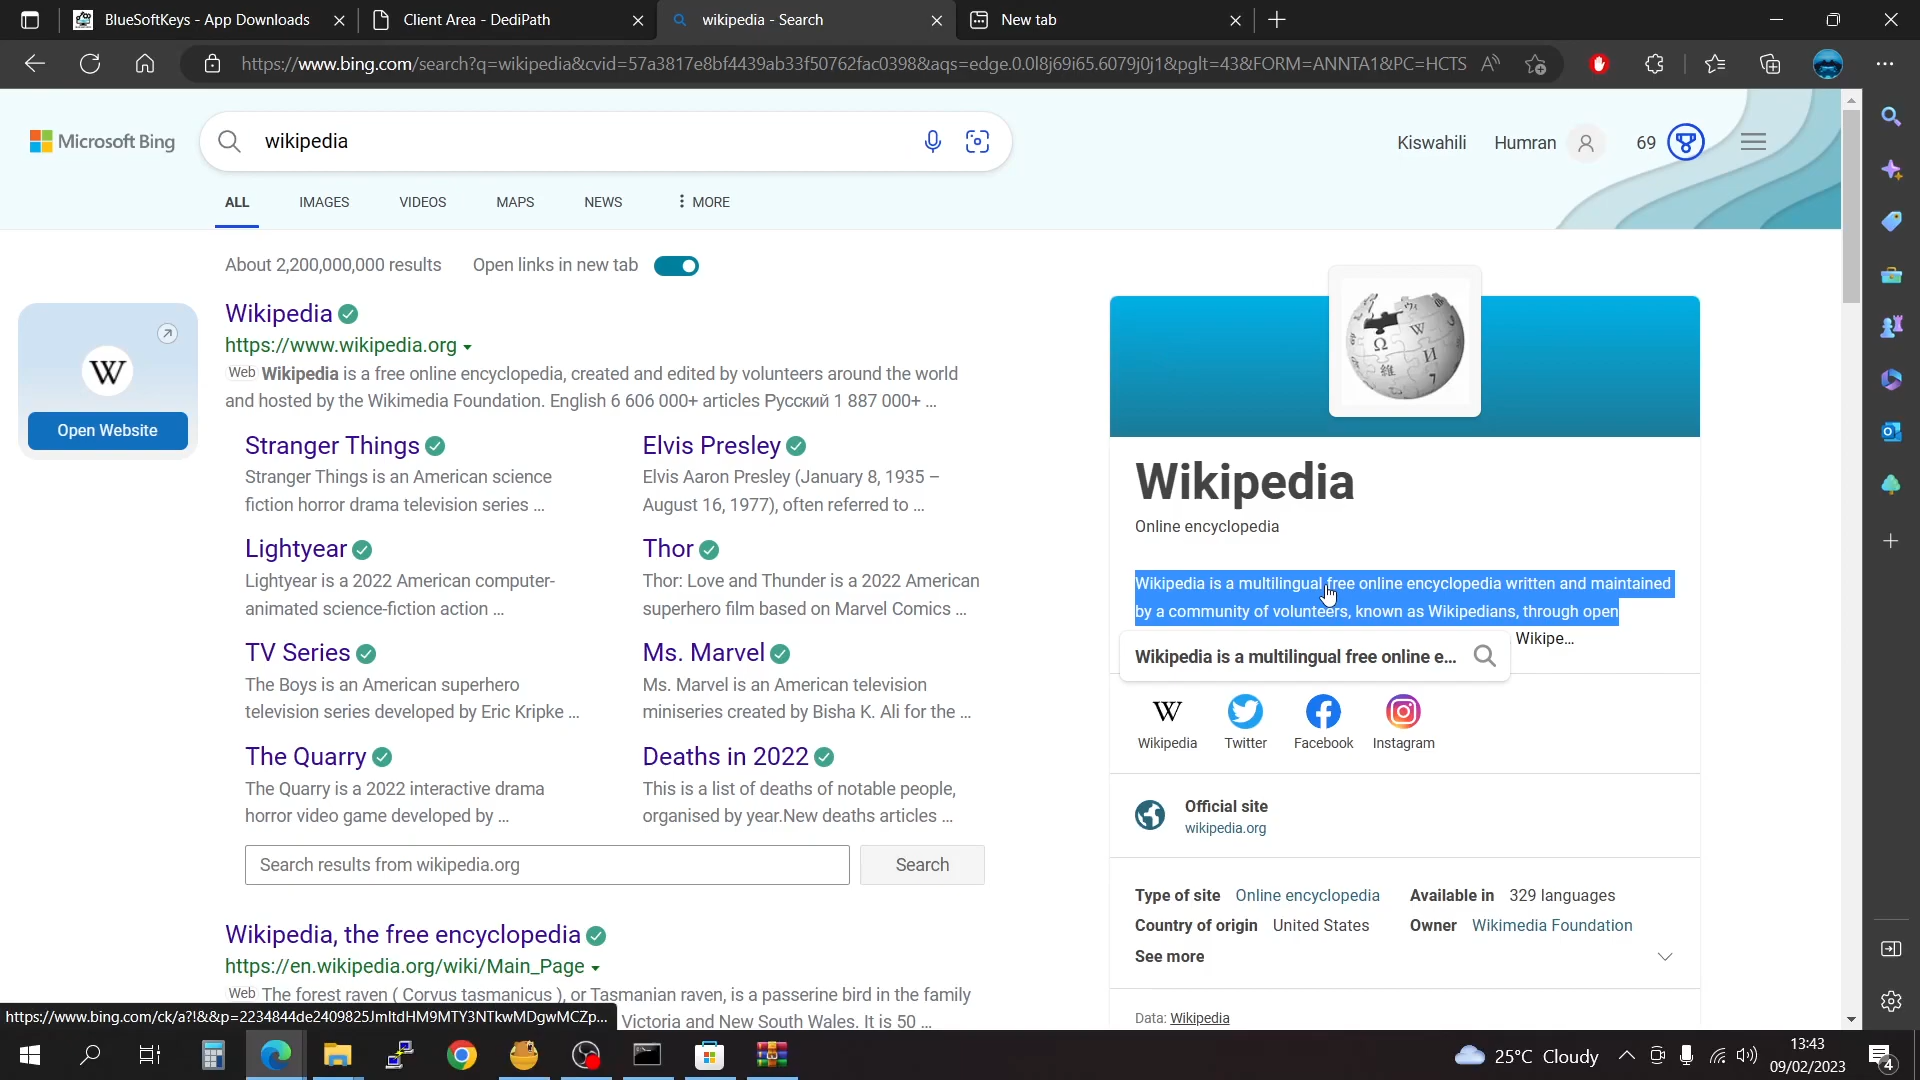 BlueSoftKeys - App Downloads
Client Area - DediPath
wikipedia - Search
New tab
https://www.bing.com/search?q=wikipedia&cvid=57a3817e8bf4439ab33f50762fac0398&aqs=edge.0.0l8j69i65.6079j0j1&pglt=43&FORM=ANNTA1&PC=HCTS
Microsoft Bing
wikipedia
Kiswahili
Humran
69
ALL
IMAGES
VIDEOS
MAPS
NEWS
MORE
About 2,200,000,000 results
Open links in new tab
W
Open Website
Wikipedia
https://www.wikipedia.org
Web Wikipedia is a free online encyclopedia, created and edited by volunteers around the world
and hosted by the Wikimedia Foundation. English 6 606 000+ articles Русский 1 887 000+ ...
Stranger Things
Stranger Things is an American science
fiction horror drama television series ...
Elvis Presley
Elvis Aaron Presley (January 8, 1935 –
August 16, 1977), often referred to ...
Lightyear
Lightyear is a 2022 American computer-
animated science-fiction action ...
Thor
Thor: Love and Thunder is a 2022 American
superhero film based on Marvel Comics ...
TV Series
The Boys is an American superhero
television series developed by Eric Kripke ...
Ms. Marvel
Ms. Marvel is an American television
miniseries created by Bisha K. Ali for the ...
The Quarry
The Quarry is a 2022 interactive drama
horror video game developed by ...
Deaths in 2022
This is a list of deaths of notable people,
organised by year.New deaths articles ...
Search results from wikipedia.org
Search
Wikipedia, the free encyclopedia
https://en.wikipedia.org/wiki/Main_Page
Web The forest raven ( Corvus tasmanicus ), or Tasmanian raven, is a passerine bird in the family
Victoria and New South Wales. It is 50 ...
https://www.bing.com/ck/a?!&&p=2234844de2409825JmltdHM9MTY3NTkwMDgwMCZp...
Wikipedia
Online encyclopedia
Wikipedia is a multilingual free online encyclopedia written and maintained
by a community of volunteers, known as Wikipedians, through open
Wikipe...
Wikipedia is a multilingual free online e...
W
Wikipedia
Twitter
Facebook
Instagram
Official site
wikipedia.org
Type of site Online encyclopedia
Available in 329 languages
Country of origin United States
Owner Wikimedia Foundation
See more
Data: Wikipedia
25°C Cloudy
13:43
09/02/2023
4